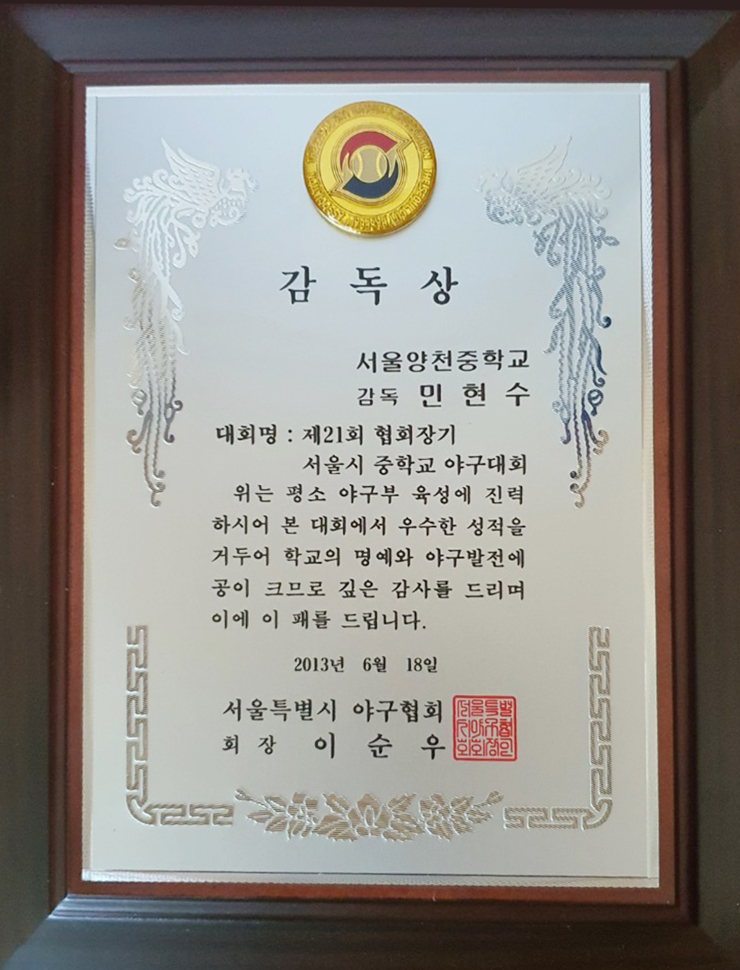 감 독 상
서울양천중학교
감독 민 현 수
대회명 : 제21회 협회장기
서울시 중학교 야구대회
위는 평소 야구부 육성에 진력
하시어 본 대회에서 우수한 성적을
거두어 학교의 명예와 야구발전에
공이 크므로 깊은 감사를 드리며
이에 이 패를 드립니다.
2013년 6월 18일
서울특별시 야구협회
회 장 이 순 우